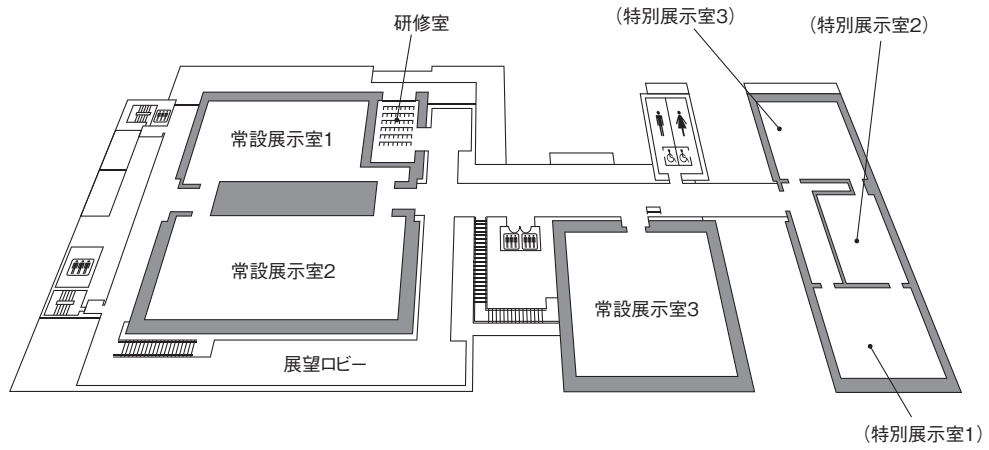 （特別展示室3）
（特別展示室2）
研修室
常設展示室1
常設展示室2
常設展示室3
展望ロビー
（特別展示室1）